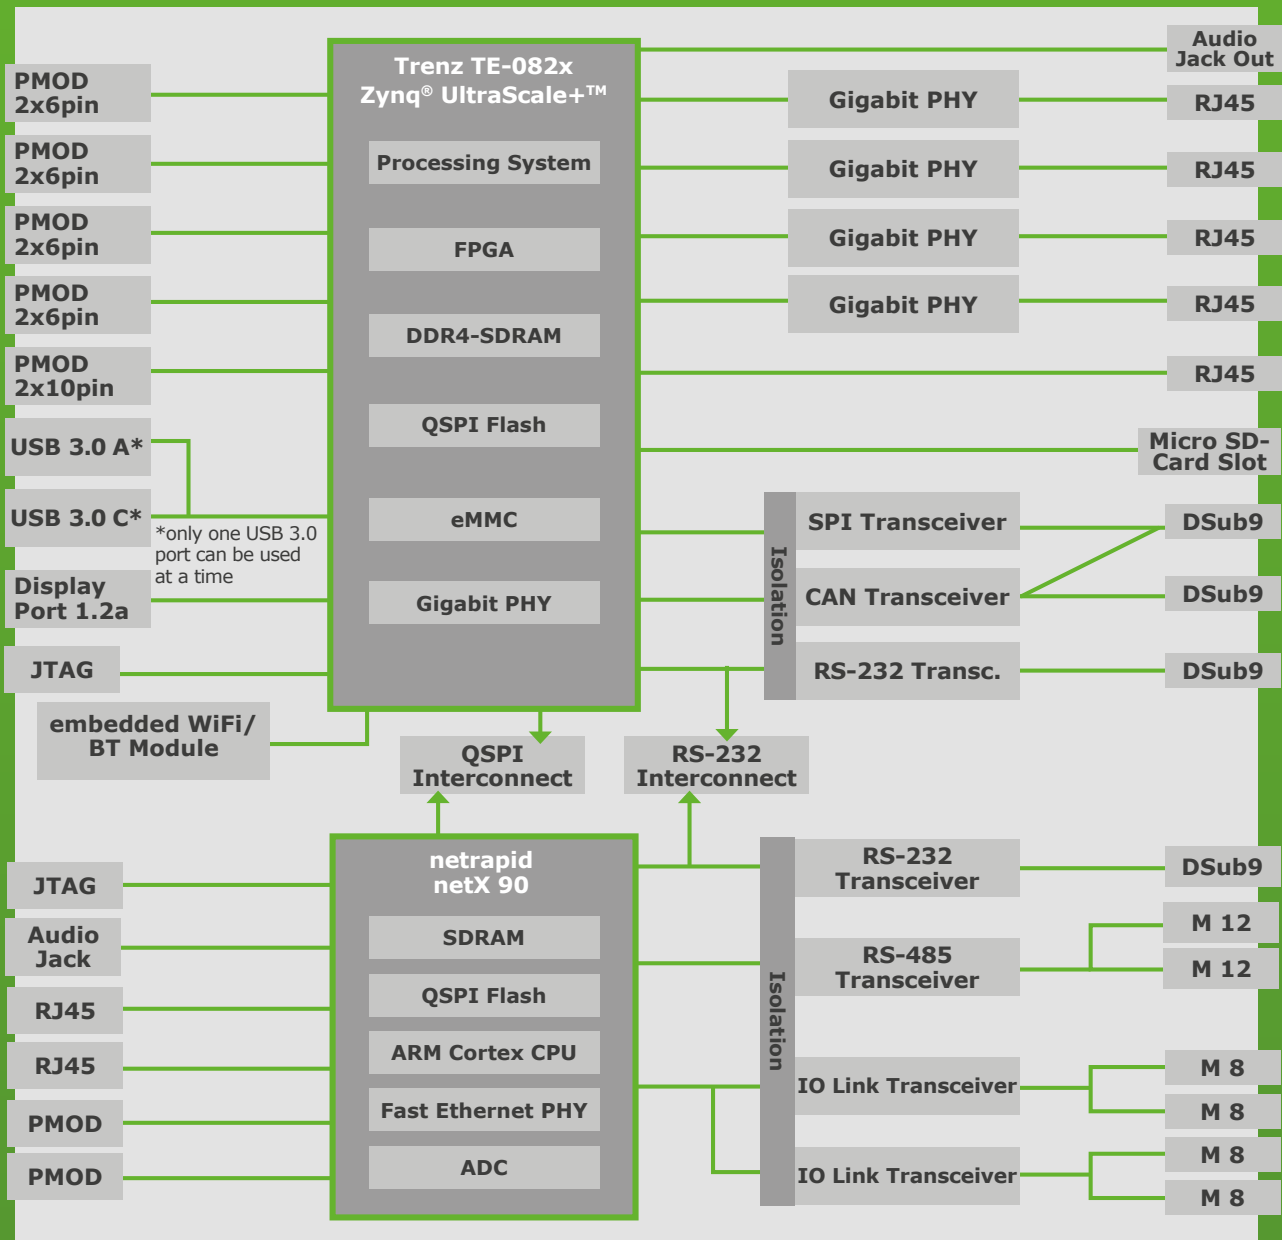 Trenz TE-082x
Zynq® UltraScale+™
Processing System
FPGA
DDR4-SDRAM
QSPI Flash
eMMC
Gigabit PHY
PMOD
2x6pin
PMOD
2x6pin
PMOD
2x6pin
PMOD
2x6pin
PMOD
2x10pin
USB 3.0 A*
USB 3.0 C*
*only one USB 3.0
port can be used
at a time
Display
Port 1.2a
JTAG
embedded WiFi/
BT Module
Audio
Jack Out
Gigabit PHY
RJ45
Gigabit PHY
RJ45
Gigabit PHY
RJ45
Gigabit PHY
RJ45
RJ45
Micro SD-
Card Slot
Isolation
SPI Transceiver
DSub9
CAN Transceiver
DSub9
RS-232 Transc.
DSub9
QSPI
Interconnect
RS-232
Interconnect
netrapid
netX 90
SDRAM
QSPI Flash
ARM Cortex CPU
Fast Ethernet PHY
ADC
JTAG
Audio
Jack
RJ45
RJ45
PMOD
PMOD
Isolation
RS-232
Transceiver
DSub9
RS-485
Transceiver
M 12
M 12
IO Link Transceiver
M 8
M 8
IO Link Transceiver
M 8
M 8